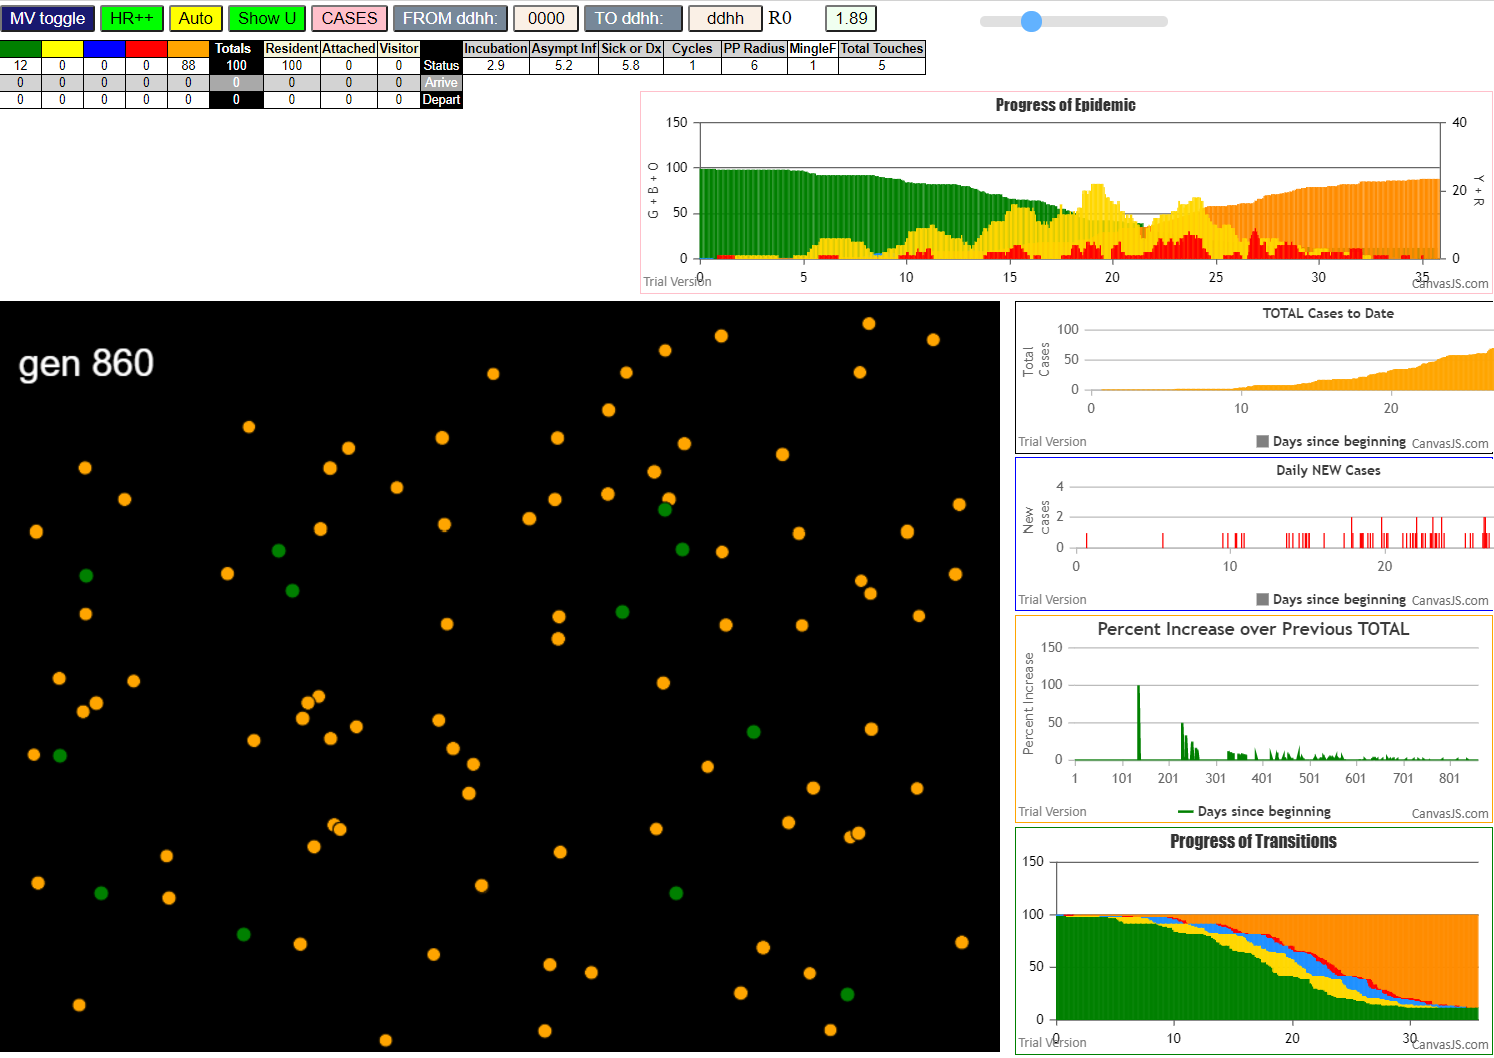 MV toggle HR++ Auto Show U CASES FROM ddhh: 0000 TO ddhh: ddhh R0 1.89
Totals Resident Attached Visitor Incubation Asympt Inf Sick or Dx Cycles PP Radius MingleF Total Touches
12 0 0 0 88 100 100 0 0 Status 2.9 5.2 5.8 1 6 1 5
0 0 0 0 0 0 0 0 0 Arrive
0 0 0 0 0 0 0 0 0 Depart
Progress of Epidemic
150 40
100
20
50
0 0
G + B + O
Y + R
0 5 10 15 20 25 30 35
Trial Version CanvasJS.com
gen 860
TOTAL Cases to Date
Total
Cases
100
50
0
0 10 20
Days since beginning
Trial Version CanvasJS.com
Daily NEW Cases
New
cases
4
2
0
0 10 20
Days since beginning
Trial Version CanvasJS.com
Percent Increase over Previous TOTAL
Percent Increase
150
100
50
0
1 101 201 301 401 501 601 701 801
Days since beginning
Trial Version CanvasJS.com
Progress of Transitions
150
100
50
0
0 10 20 30
Trial Version CanvasJS.com